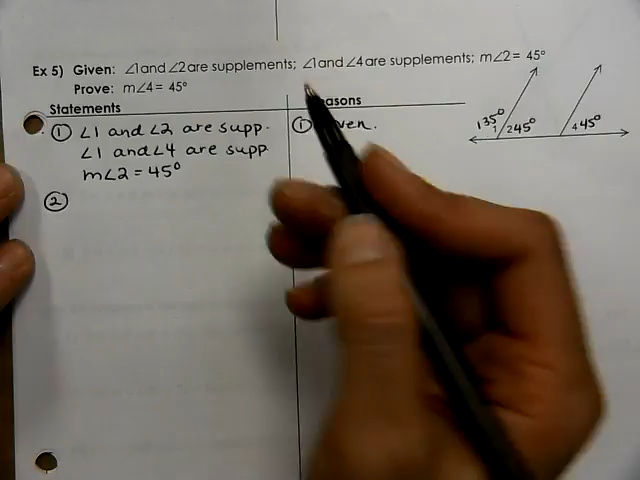 Ex 5) Given: ∠1 and ∠2 are supplements; ∠1 and ∠4 are supplements; m∠2 = 45°
Prove: m∠4 = 45°
Statements
① ∠1 and ∠2 are supp. ① 
∠1 and ∠4 are supp
m∠2 = 45°
②
135° 1 2 45° 4 45°